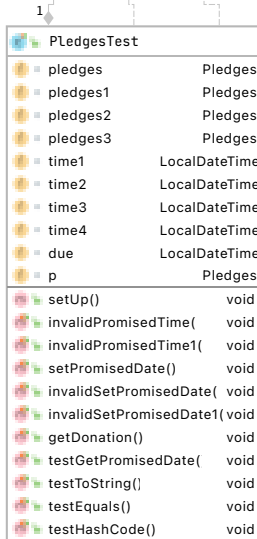 1
PledgesTest
pledges Pledges
pledges1 Pledges
pledges2 Pledges
pledges3 Pledges
time1 LocalDateTime
time2 LocalDateTime
time3 LocalDateTime
time4 LocalDateTime
due LocalDateTime
p Pledges
setUp() void
invalidPromisedTime( void
invalidPromisedTime1( void
setPromisedDate() void
invalidSetPromisedDate( void
invalidSetPromisedDate1( void
getDonation() void
testGetPromisedDate( void
testToString() void
testEquals() void
testHashCode() void